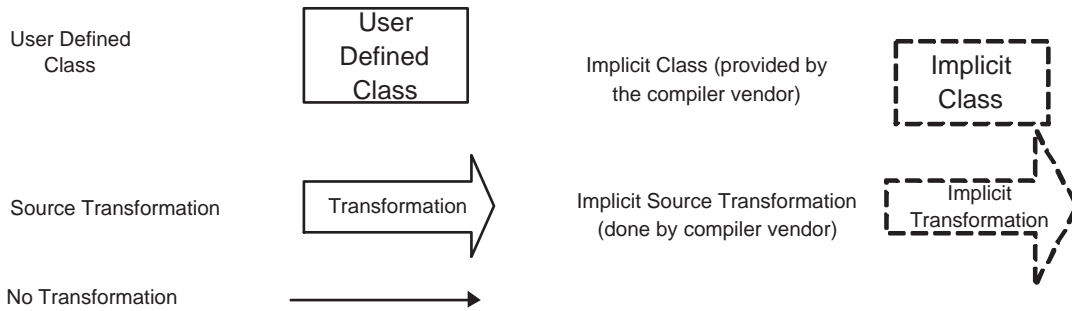 User Defined
Class
User
Defined
Class
Implicit Class (provided by
the compiler vendor)
Implicit
Class
Source Transformation
Transformation
Implicit Source Transformation
(done by compiler vendor)
Implicit
Transformation
No Transformation